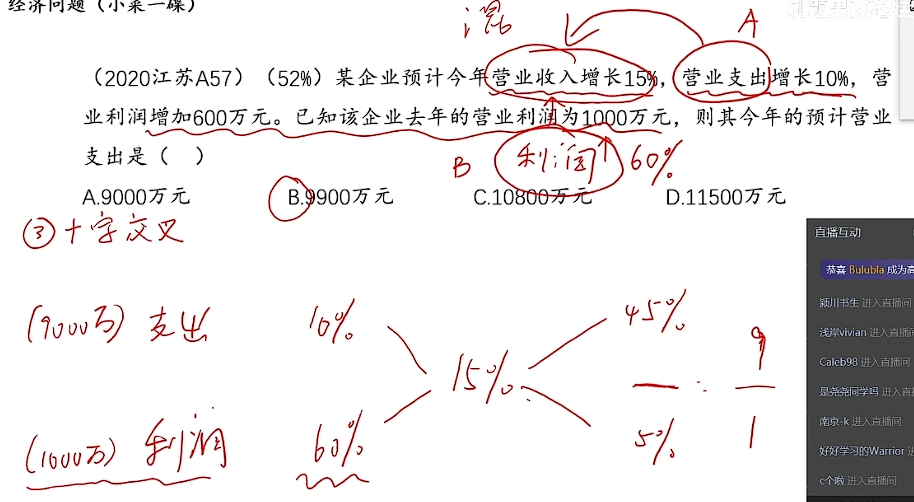 经济问题（小菜一碟）
混 A
（2020江苏A57）（52%）某企业预计今年营业收入增长15%，营业支出增长10%，营
业利润增加600万元。已知该企业去年的营业利润为1000万元，则其今年的预计营业
支出是（ ）
B 利润↑60%
A.9000万元 B.9900万元 C.10800万元 D.11500万元
③十字交叉
直播互动
恭喜 Bulubla 成为高
(9000万) 支出 10% 45% 9
颍川书生 进入直播间
浅岸vivian 进入直播间
15% :
Caleb98 进入直播间
是尧尧同学吗 进入直
南京-k 进入直播间
(1000万) 利润 60% 5% 1
好好学习的Warrior 进
c个啦 进入直播间